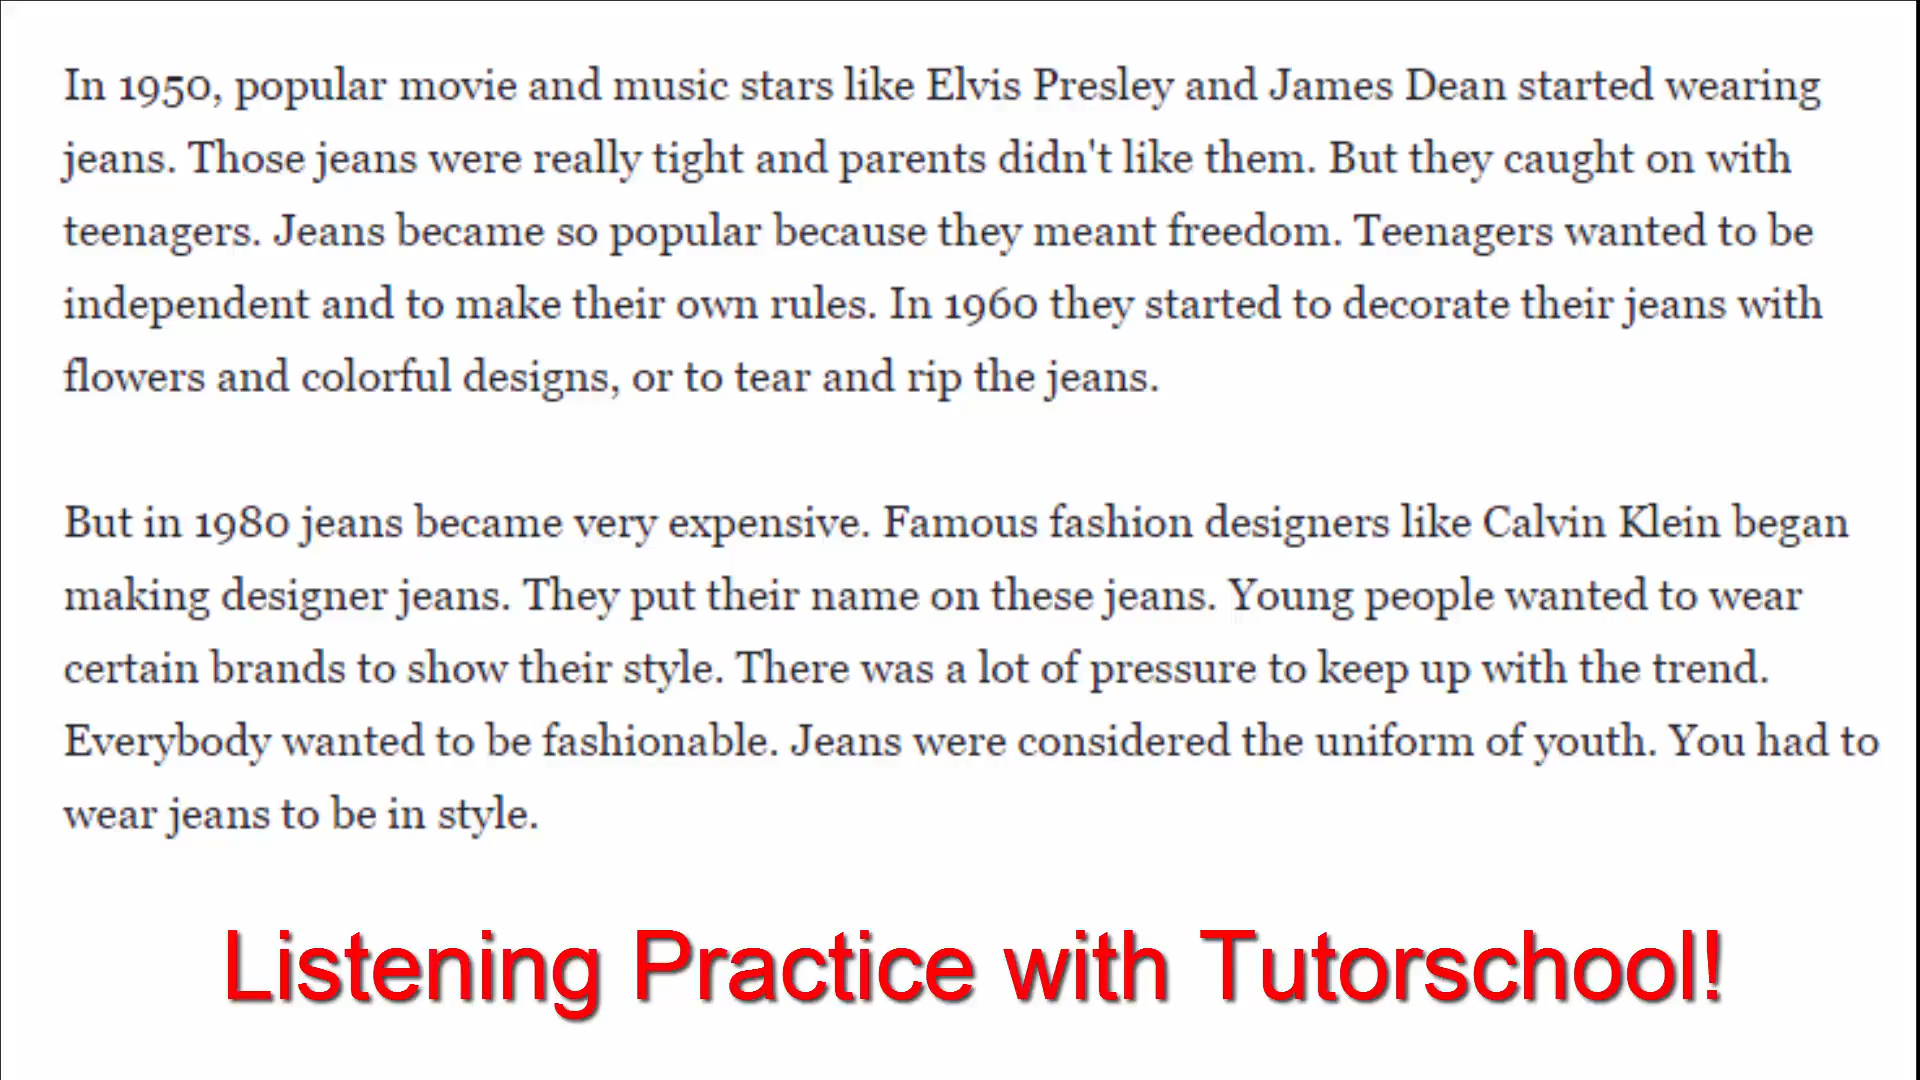 In 1950, popular movie and music stars like Elvis Presley and James Dean started wearing
jeans. Those jeans were really tight and parents didn't like them. But they caught on with
teenagers. Jeans became so popular because they meant freedom. Teenagers wanted to be
independent and to make their own rules. In 1960 they started to decorate their jeans with
flowers and colorful designs, or to tear and rip the jeans.
But in 1980 jeans became very expensive. Famous fashion designers like Calvin Klein began
making designer jeans. They put their name on these jeans. Young people wanted to wear
certain brands to show their style. There was a lot of pressure to keep up with the trend.
Everybody wanted to be fashionable. Jeans were considered the uniform of youth. You had to
wear jeans to be in style.
Listening Practice with Tutorschool!